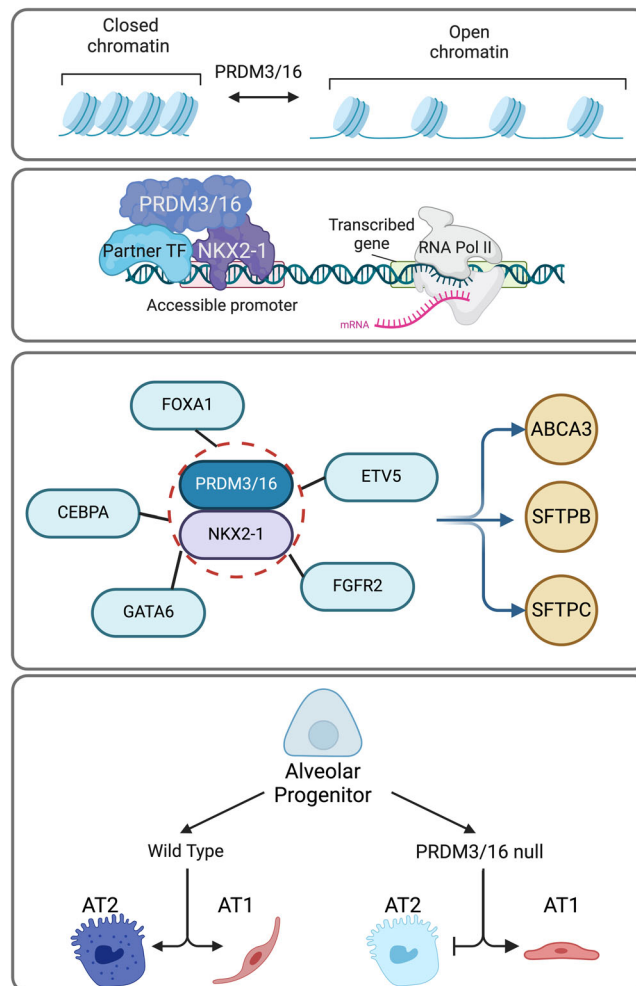 Closed
chromatin
PRDM3/16
Open
chromatin
PRDM3/16
Partner TF
NKX2-1
Accessible promoter
Transcribed
gene
RNA Pol II
mRNA
FOXA1
PRDM3/16
ETV5
CEBPA
NKX2-1
GATA6
FGFR2
ABCA3
SFTPB
SFTPC
Alveolar
Progenitor
Wild Type
PRDM3/16 null
AT2
AT1
AT2
AT1